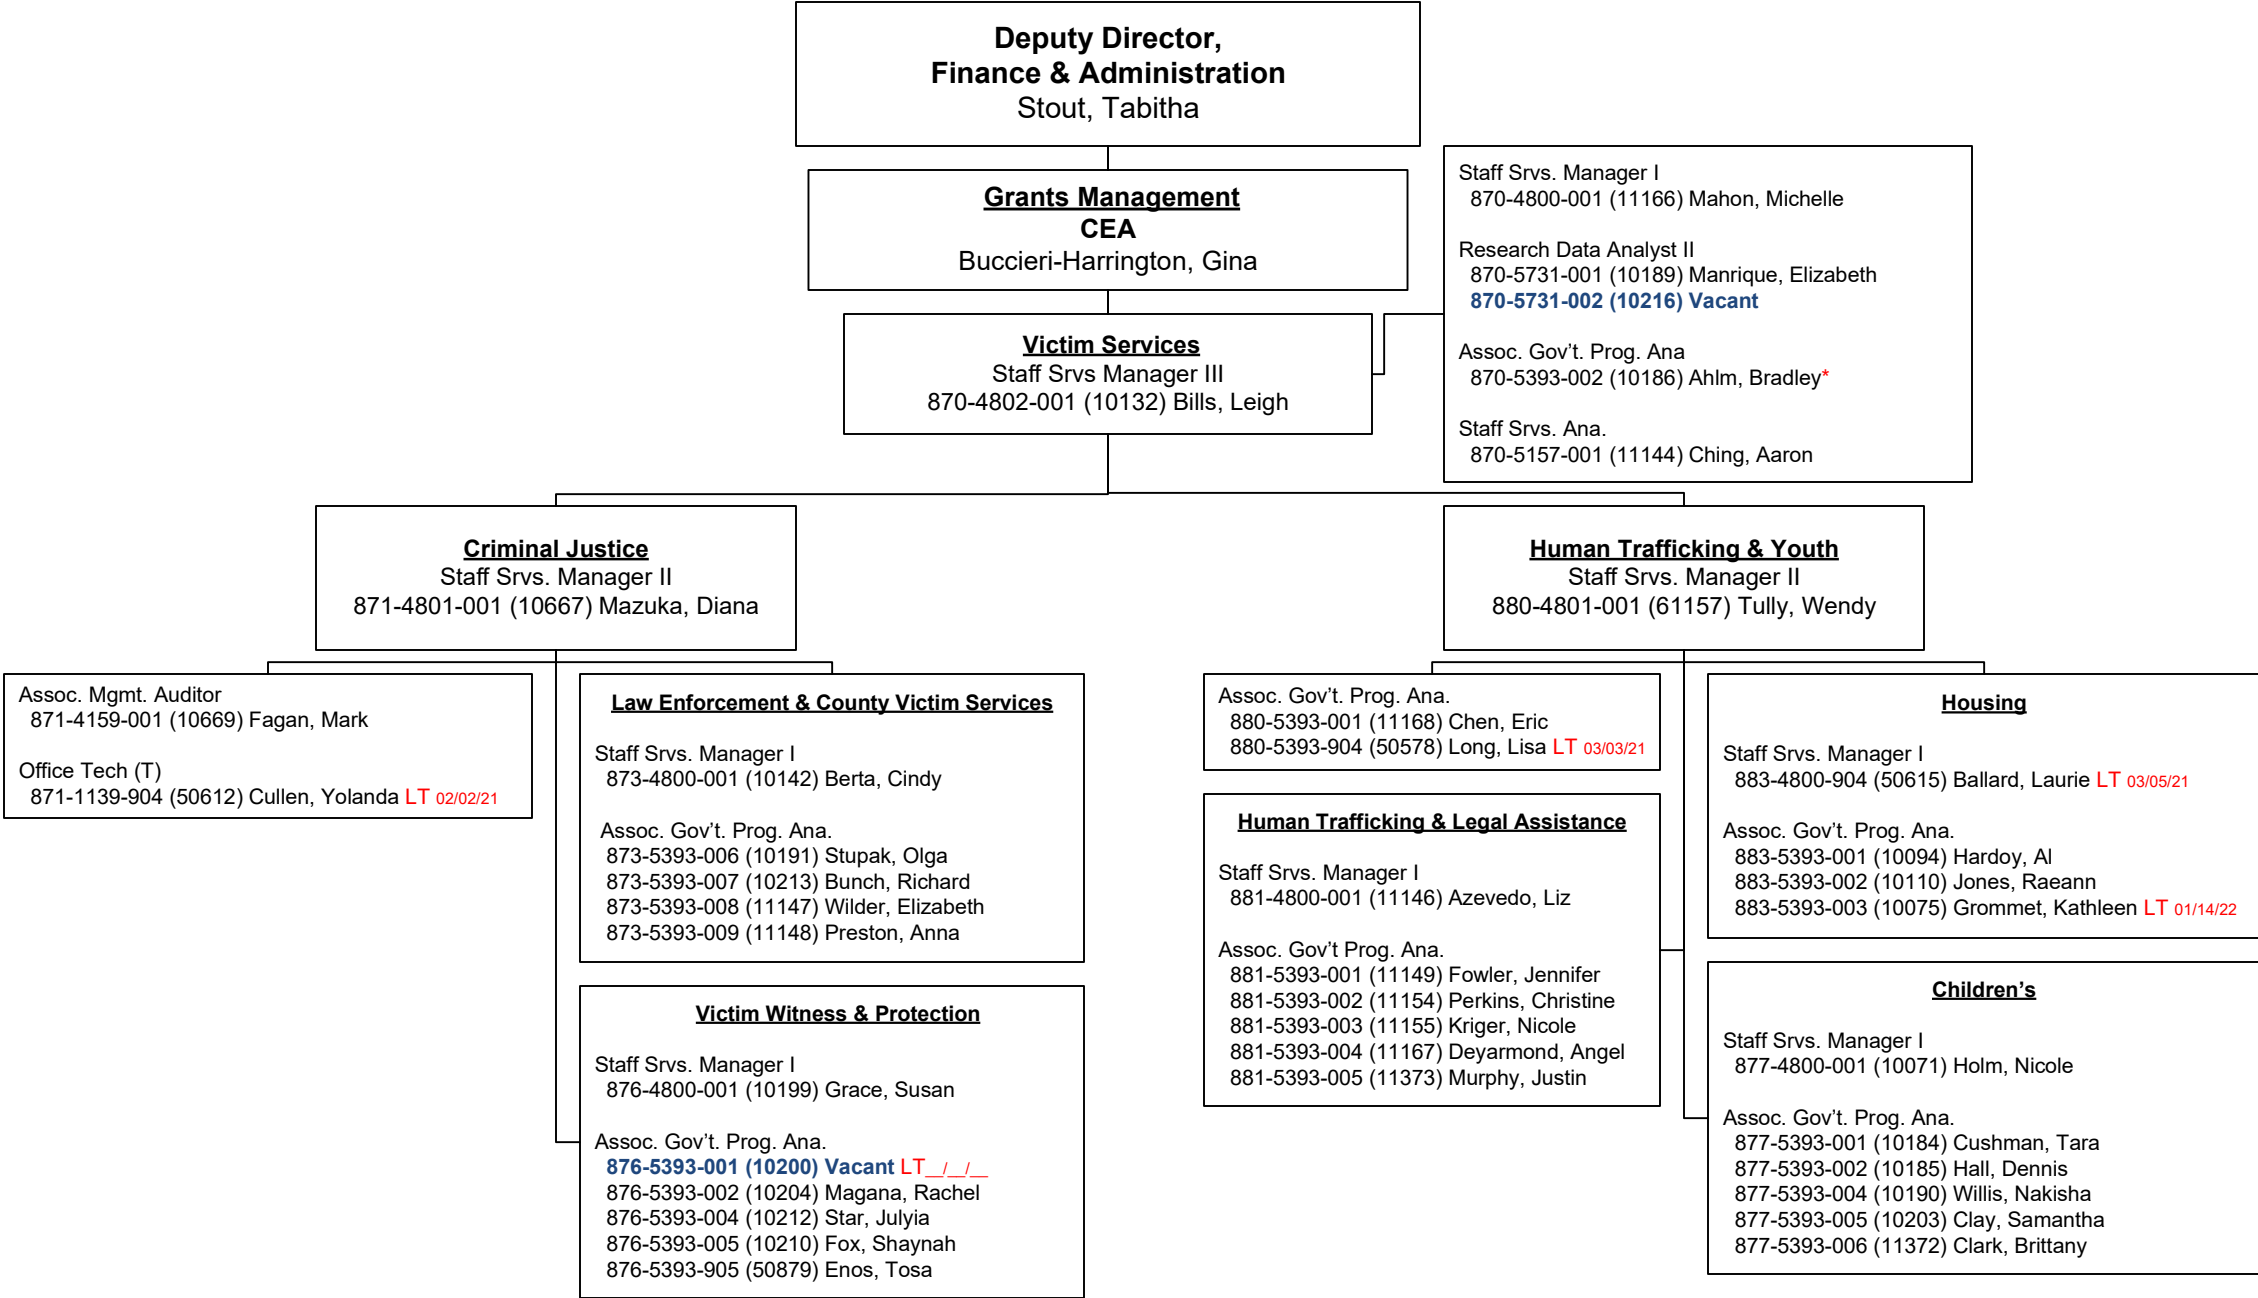 Deputy Director,
Finance & Administration
Stout, Tabitha
Grants Management
CEA
Buccieri-Harrington, Gina
Victim Services
Staff Srvs Manager III
870-4802-001 (10132) Bills, Leigh
Staff Srvs. Manager I
870-4800-001 (11166) Mahon, Michelle
Research Data Analyst II
870-5731-001 (10189) Manrique, Elizabeth
870-5731-002 (10216) Vacant
Assoc. Gov't. Prog. Ana
870-5393-002 (10186) Ahlm, Bradley*
Staff Srvs. Ana.
870-5157-001 (11144) Ching, Aaron
Criminal Justice
Staff Srvs. Manager II
871-4801-001 (10667) Mazuka, Diana
Assoc. Mgmt. Auditor
871-4159-001 (10669) Fagan, Mark
Office Tech (T)
871-1139-904 (50612) Cullen, Yolanda LT 02/02/21
Law Enforcement & County Victim Services
Staff Srvs. Manager I
873-4800-001 (10142) Berta, Cindy
Assoc. Gov't. Prog. Ana.
873-5393-006 (10191) Stupak, Olga
873-5393-007 (10213) Bunch, Richard
873-5393-008 (11147) Wilder, Elizabeth
873-5393-009 (11148) Preston, Anna
Victim Witness & Protection
Staff Srvs. Manager I
876-4800-001 (10199) Grace, Susan
Assoc. Gov't. Prog. Ana.
876-5393-001 (10200) Vacant LT__/__/__
876-5393-002 (10204) Magana, Rachel
876-5393-004 (10212) Star, Julyia
876-5393-005 (10210) Fox, Shaynah
876-5393-905 (50879) Enos, Tosa
Human Trafficking & Youth
Staff Srvs. Manager II
880-4801-001 (61157) Tully, Wendy
Assoc. Gov't. Prog. Ana.
880-5393-001 (11168) Chen, Eric
880-5393-904 (50578) Long, Lisa LT 03/03/21
Human Trafficking & Legal Assistance
Staff Srvs. Manager I
881-4800-001 (11146) Azevedo, Liz
Assoc. Gov't Prog. Ana.
881-5393-001 (11149) Fowler, Jennifer
881-5393-002 (11154) Perkins, Christine
881-5393-003 (11155) Kriger, Nicole
881-5393-004 (11167) Deyarmond, Angel
881-5393-005 (11373) Murphy, Justin
Housing
Staff Srvs. Manager I
883-4800-904 (50615) Ballard, Laurie LT 03/05/21
Assoc. Gov't. Prog. Ana.
883-5393-001 (10094) Hardoy, Al
883-5393-002 (10110) Jones, Raeann
883-5393-003 (10075) Grommet, Kathleen LT 01/14/22
Children's
Staff Srvs. Manager I
877-4800-001 (10071) Holm, Nicole
Assoc. Gov't. Prog. Ana.
877-5393-001 (10184) Cushman, Tara
877-5393-002 (10185) Hall, Dennis
877-5393-004 (10190) Willis, Nakisha
877-5393-005 (10203) Clay, Samantha
877-5393-006 (11372) Clark, Brittany